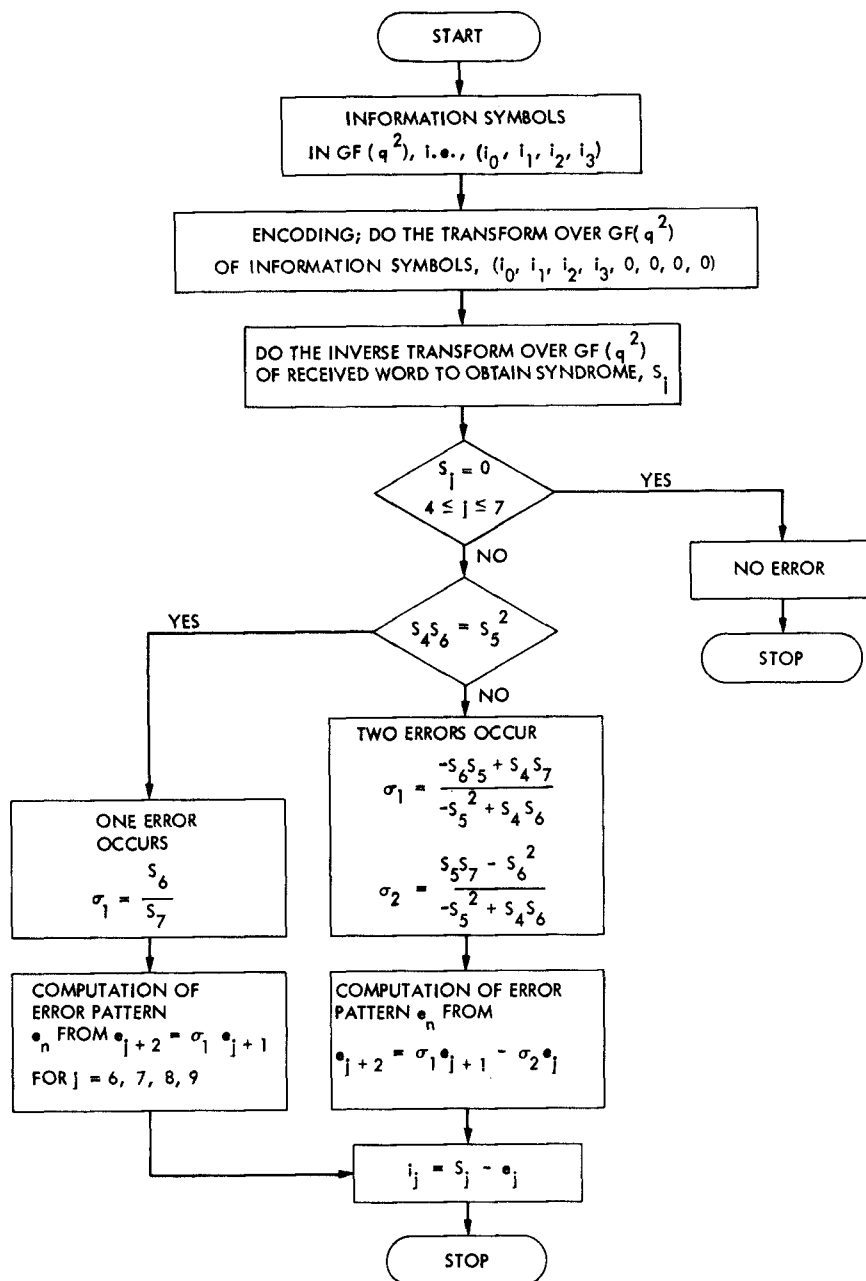 START
INFORMATION SYMBOLS
IN GF(q²), i.e., (i₀, i₁, i₂, i₃)
ENCODING; DO THE TRANSFORM OVER GF(q²)
OF INFORMATION SYMBOLS, (i₀, i₁, i₂, i₃, 0, 0, 0, 0)
DO THE INVERSE TRANSFORM OVER GF(q²)
OF RECEIVED WORD TO OBTAIN SYNDROME, Sⱼ
Sⱼ = 0
4 ≤ j ≤ 7
YES
NO
NO ERROR
STOP
S₄S₆ = S₅²
YES
NO
TWO ERRORS OCCUR
σ₁ = (-S₆S₅ + S₄S₇) / (-S₅² + S₄S₆)
σ₂ = (S₅S₇ - S₆²) / (-S₅² + S₄S₆)
ONE ERROR
OCCURS
σ₁ = S₆ / S₇
COMPUTATION OF
ERROR PATTERN
eₙ FROM eⱼ₊₂ = σ₁ eⱼ₊₁
FOR j = 6, 7, 8, 9
COMPUTATION OF ERROR
PATTERN eₙ FROM
eⱼ₊₂ = σ₁eⱼ₊₁ - σ₂eⱼ
iⱼ = Sⱼ - eⱼ
STOP